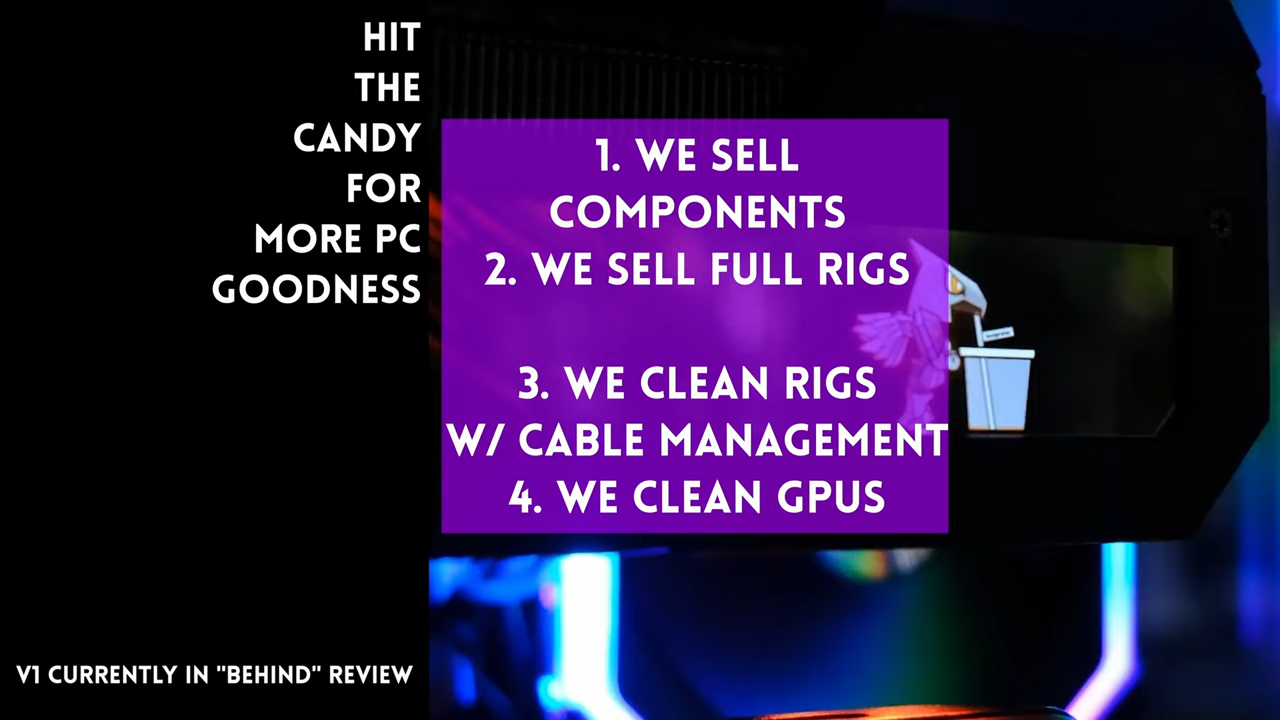 HIT
THE
CANDY
FOR
MORE PC
GOODNESS
1. WE SELL
COMPONENTS
2. WE SELL FULL RIGS
3. WE CLEAN RIGS
W/ CABLE MANAGEMENT
4. WE CLEAN GPUS
V1 CURRENTLY IN "BEHIND" REVIEW